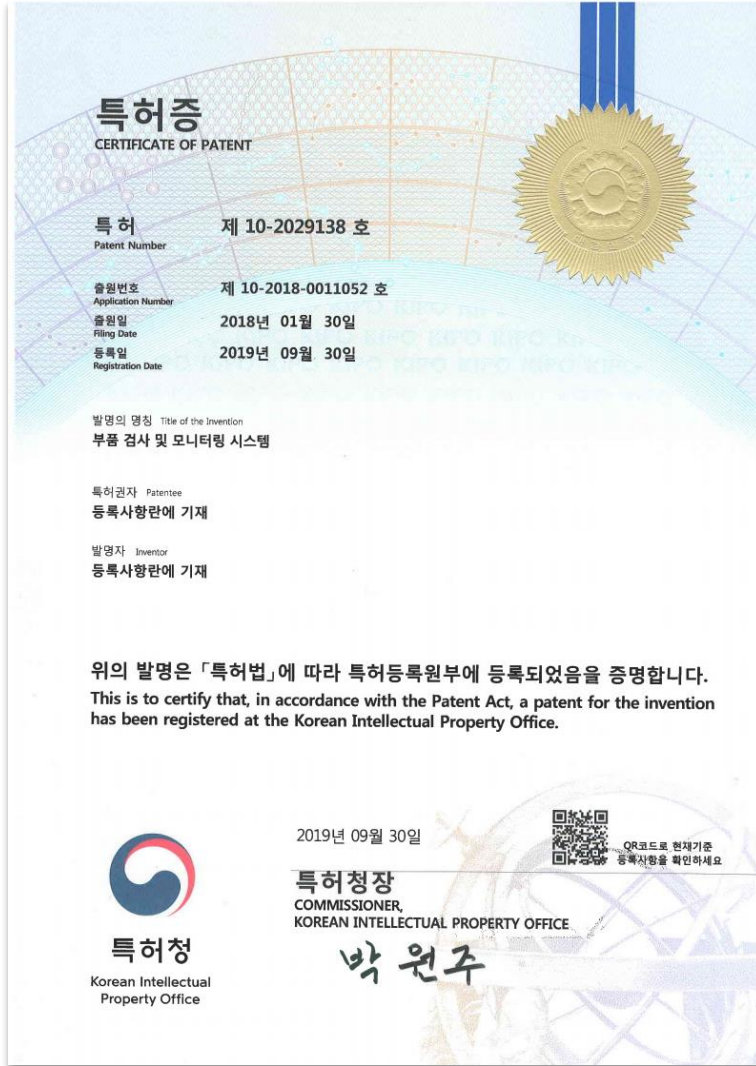 특허증
CERTIFICATE OF PATENT
특허 제 10-2029138 호
Patent Number
출원번호 제 10-2018-0011052 호
Application Number
출원일 2018년 01월 30일
Filing Date
등록일 2019년 09월 30일
Registration Date
발명의 명칭 Title of the Invention
부품 검사 및 모니터링 시스템
특허권자 Patentee
등록사항란에 기재
발명자 Inventor
등록사항란에 기재
위의 발명은 「특허법」에 따라 특허등록원부에 등록되었음을 증명합니다.
This is to certify that, in accordance with the Patent Act, a patent for the invention
has been registered at the Korean Intellectual Property Office.
2019년 09월 30일
QR코드로 현재기준
등록사항을 확인하세요
특허청장
COMMISSIONER,
KOREAN INTELLECTUAL PROPERTY OFFICE
박원주
특허청
Korean Intellectual
Property Office